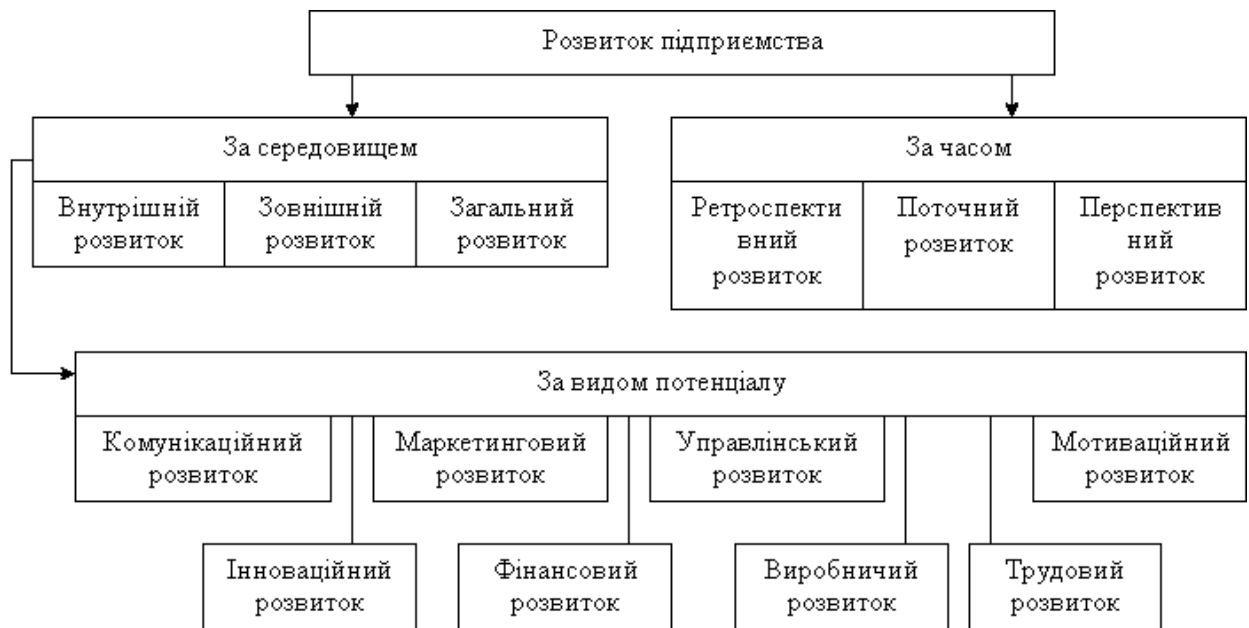 Розвиток підприємства
За середовищем
Внутрішній
розвиток
Зовнішній
розвиток
Загальний
розвиток
За часом
Ретроспекти
вний
розвиток
Поточний
розвиток
Перспектив
ний
розвиток
За видом потенціалу
Комунікаційний
розвиток
Маркетинговий
розвиток
Управлінський
розвиток
Мотиваційний
розвиток
Інноваційний
розвиток
Фінансовий
розвиток
Виробничий
розвиток
Трудовий
розвиток